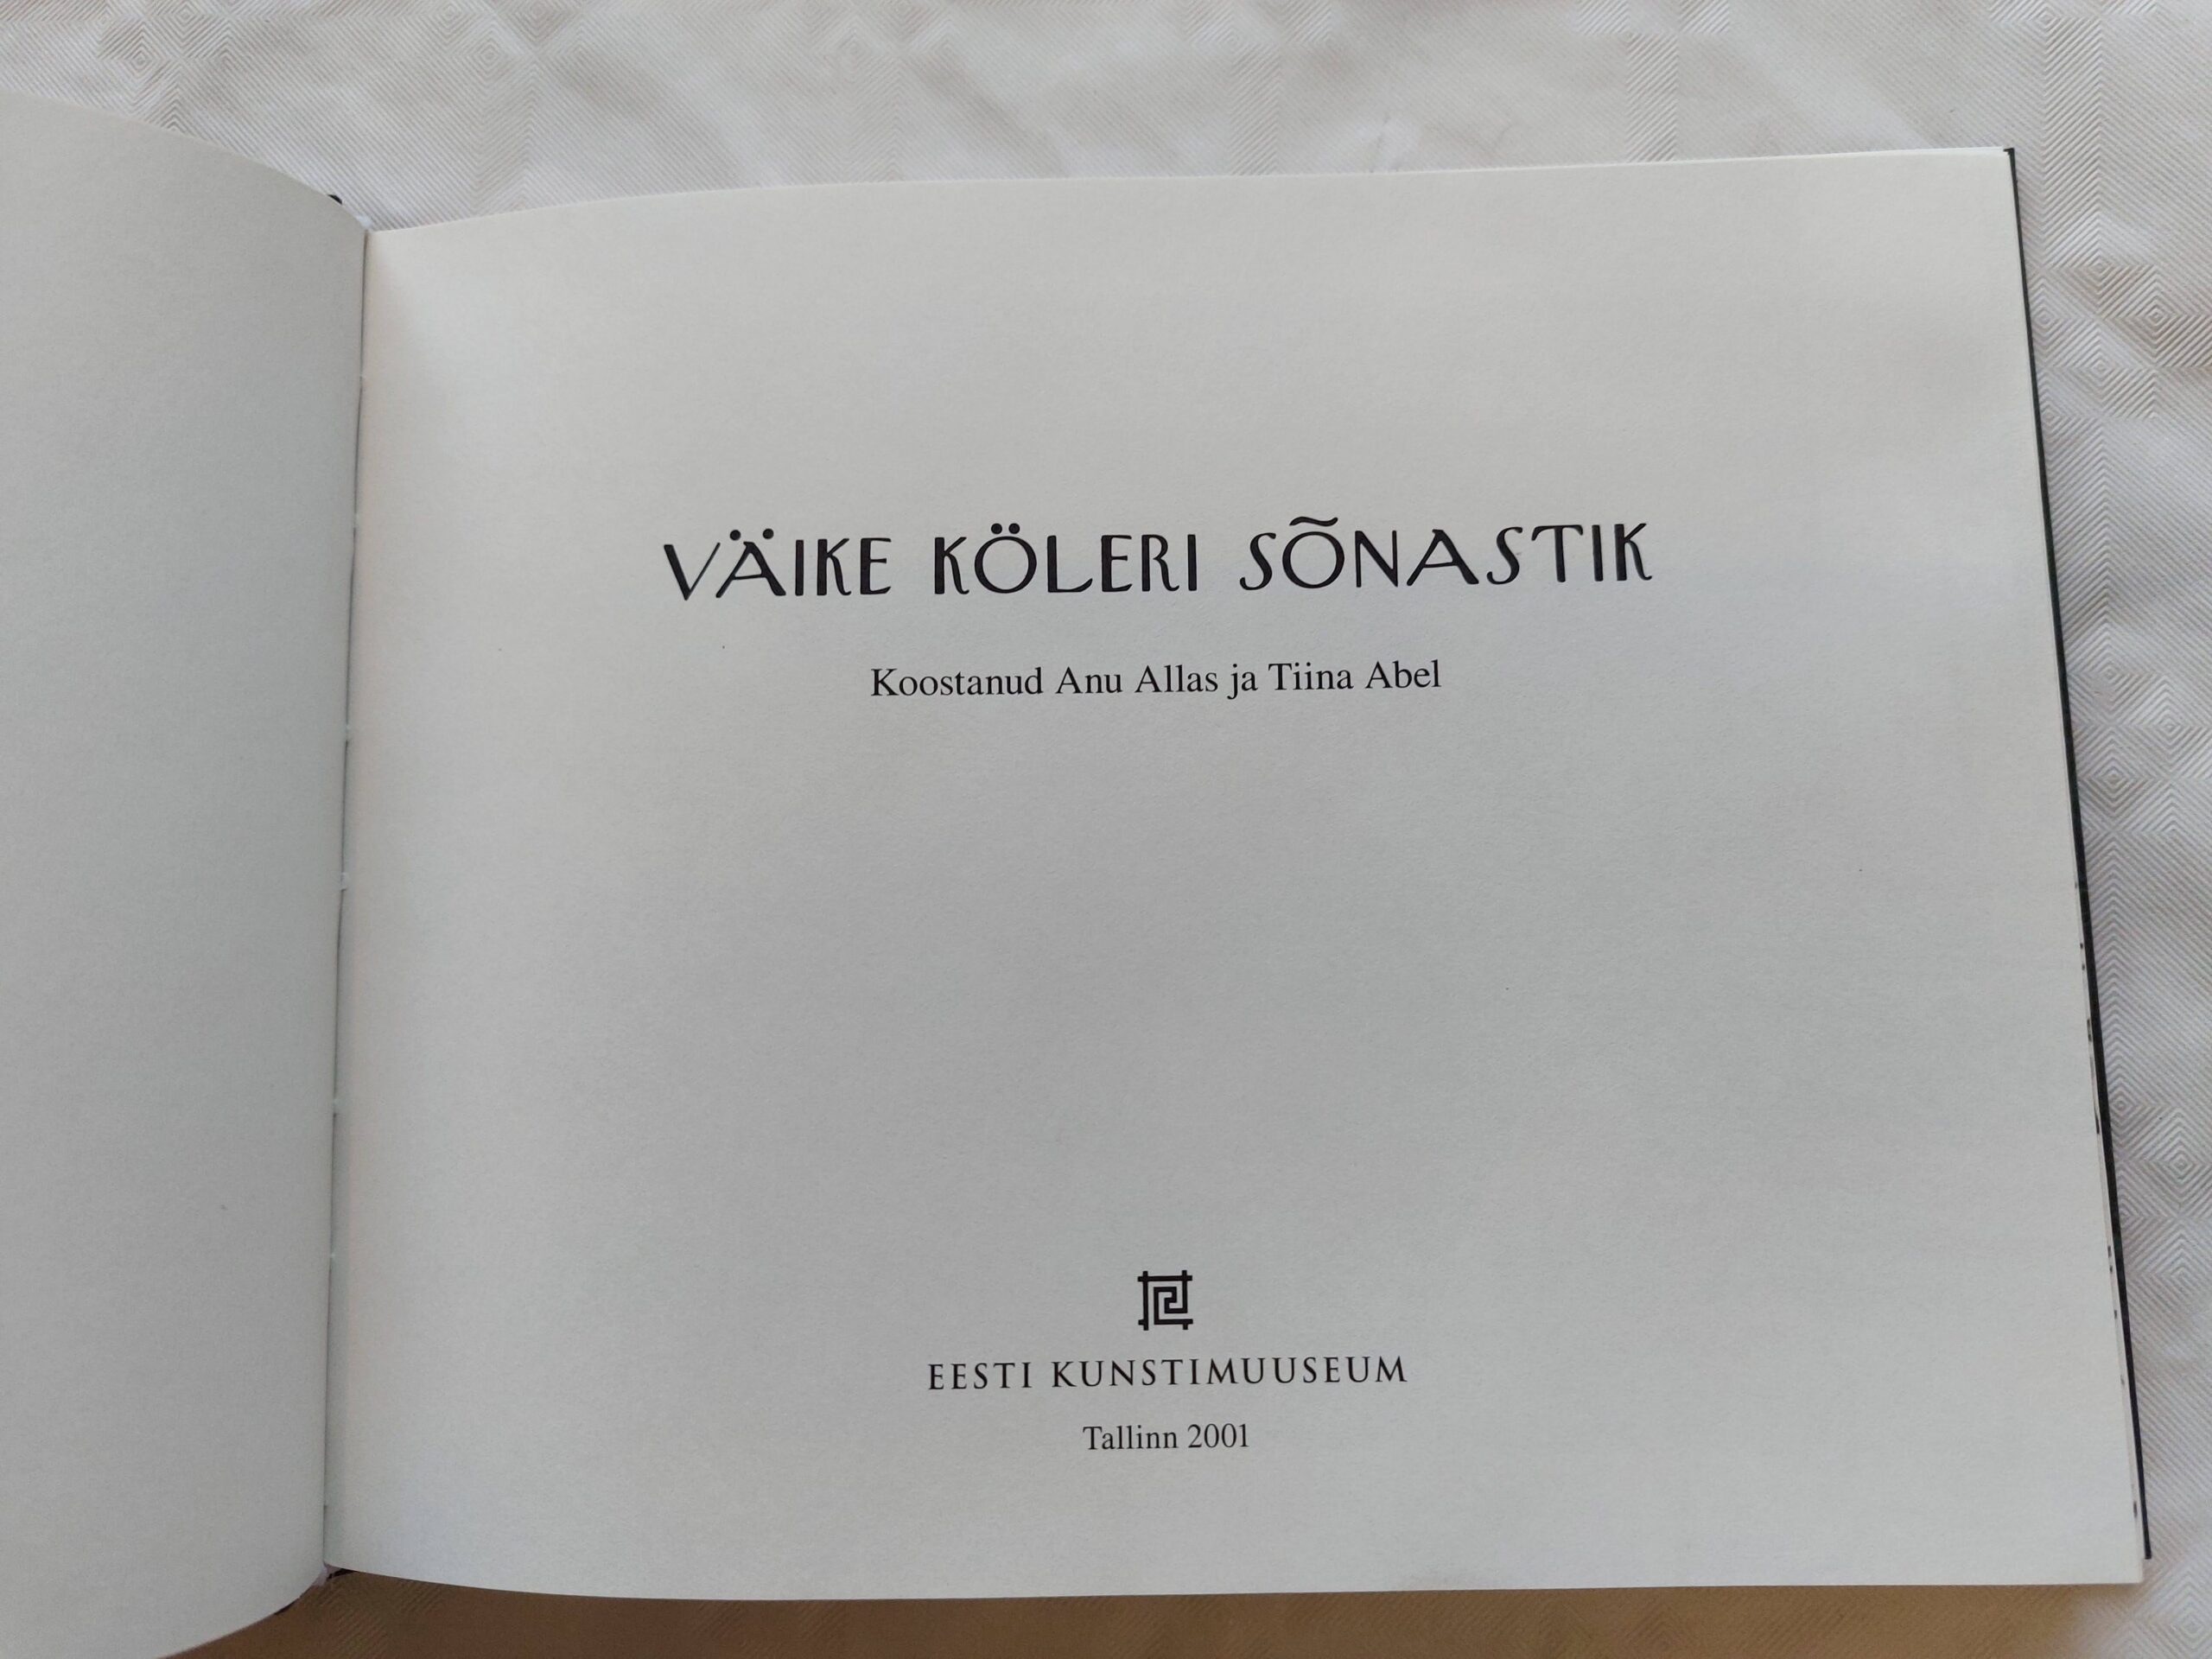 VÄIKE KÖLERI SÕNASTIK
Koostanud Anu Allas ja Tiina Abel
EESTI KUNSTIMUUSEUM
Tallinn 2001